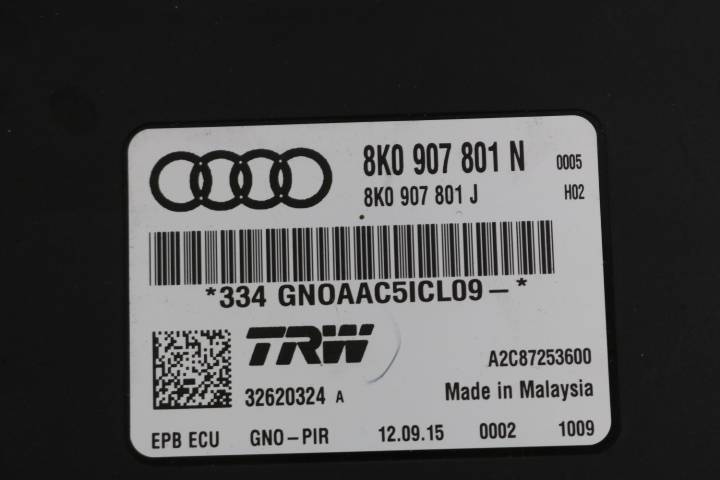 8K0 907 801 N 0005
8K0 907 801 J H02
*334 GNOAAC5ICL09-*
TRW
A2C87253600
32620324 A Made in Malaysia
EPB ECU GNO-PIR 12.09.15 0002 1009